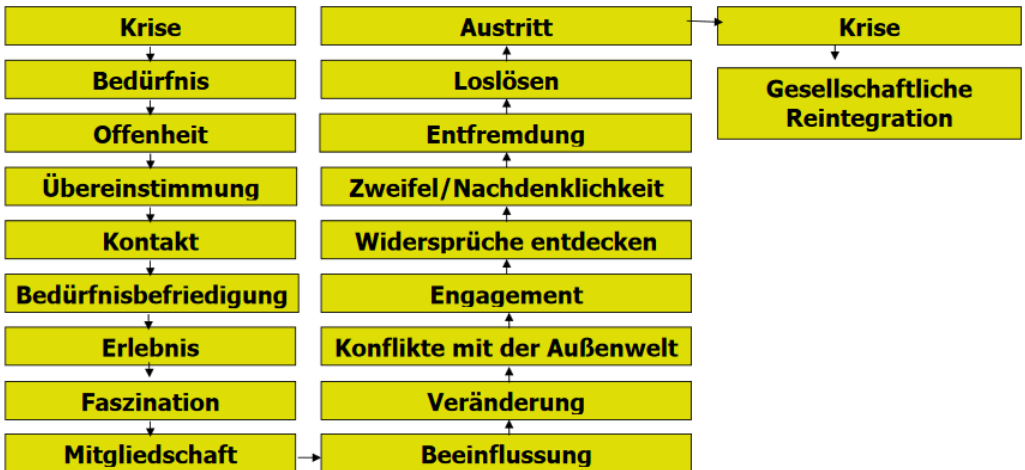 Krise
Bedürfnis
Offenheit
Übereinstimmung
Kontakt
Bedürfnisbefriedigung
Erlebnis
Faszination
Mitgliedschaft
Beeinflussung
Veränderung
Konflikte mit der Außenwelt
Engagement
Widersprüche entdecken
Zweifel/Nachdenklichkeit
Entfremdung
Loslösen
Austritt
Krise
Gesellschaftliche
Reintegration